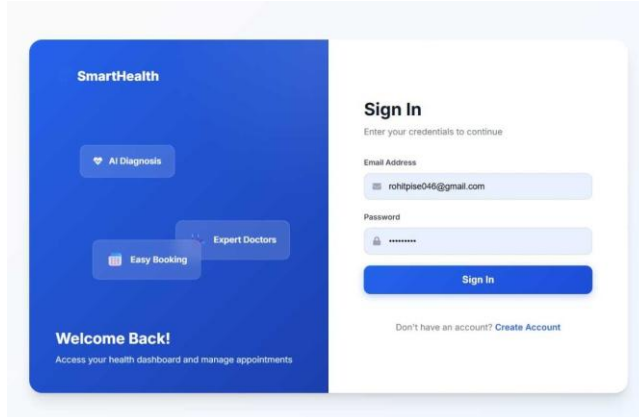 SmartHealth
AI Diagnosis
Expert Doctors
Easy Booking
Welcome Back!
Access your health dashboard and manage appointments
Sign In
Enter your credentials to continue
Email Address
rohitpise046@gmail.com
Password
•••••••••
Sign In
Don't have an account? Create Account